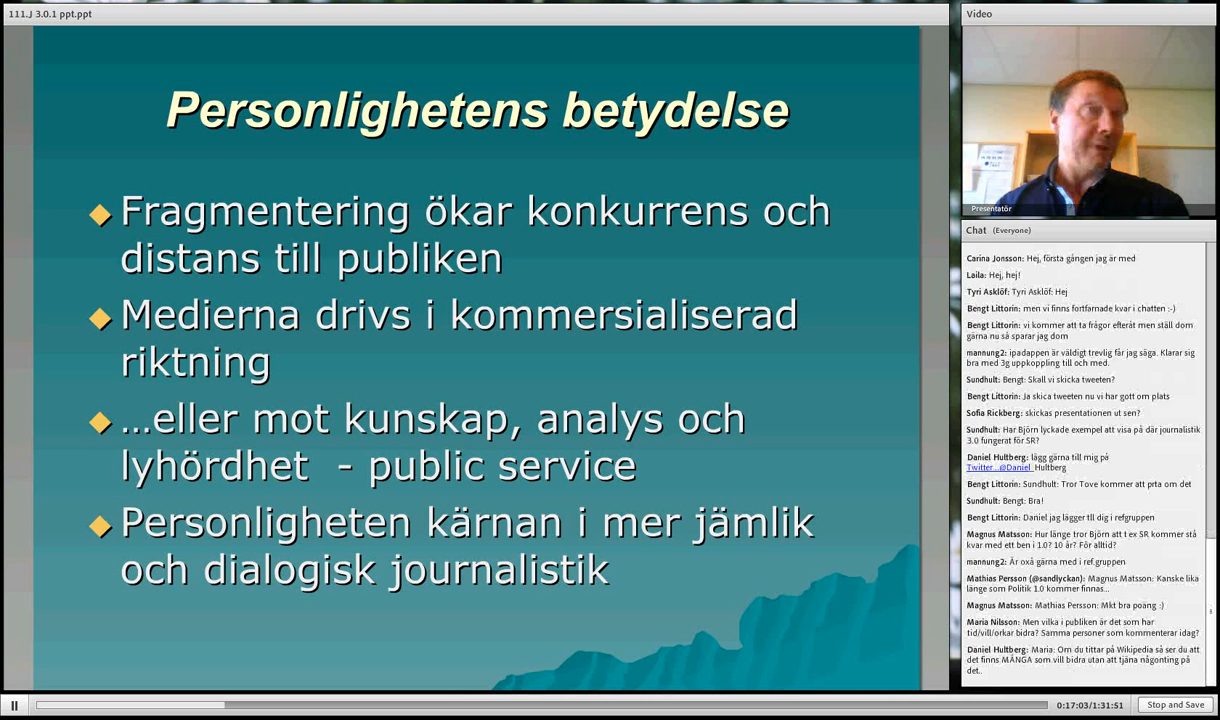 111.J 3.0.1 ppt.ppt
Personlighetens betydelse
Fragmentering ökar konkurrens och
distans till publiken
Medierna drivs i kommersialiserad
riktning
…eller mot kunskap, analys och
lyhördhet - public service
Personligheten kärnan i mer jämlik
och dialogisk journalistik
Video
Presentatör
Chat (Everyone)
Carina Jonsson: Hej, första gången jag är med
Laila: Hej, hej!
Tyri Asklöf: Tyri Asklöf: Hej
Bengt Littorin: men vi finns fortfarnade kvar i chatten :-)
Bengt Littorin: vi kommer att ta frågor efteråt men ställ dom
gärna nu så sparar jag dom
mannung2: ipadappen är väldigt trevlig får jag säga. Klarar sig
bra med 3g uppkoppling till och med.
Sundhult: Bengt: Skall vi skicka tweeten?
Bengt Littorin: Ja skica tweeten nu vi har gott om plats
Sofia Rickberg: skickas presentationen ut sen?
Sundhult: Har Björn lyckade exempel att visa på där journalistik
3.0 fungerat för SR?
Daniel Hultberg: lägg gärna till mig på
Twitter...@Daniel_Hultberg
Bengt Littorin: Sundhult: Tror Tove kommer att prta om det
Sundhult: Bengt: Bra!
Bengt Littorin: Daniel jag lägger tll dig i refgruppen
Magnus Matsson: Hur länge tror Björn att t ex SR kommer stå
kvar med ett ben i 1.0? 10 år? För alltid?
mannung2: Är oxå gärna med i ref.gruppen
Mathias Persson (@sandlyckan): Magnus Matsson: Kanske lika
länge som Politik 1.0 kommer finnas...
Magnus Matsson: Mathias Persson: Mkt bra poäng :)
Maria Nilsson: Men vilka i publiken är det som har
tid/vill/orkar bidra? Samma personer som kommenterar idag?
Daniel Hultberg: Maria: Om du tittar på Wikipedia så ser du att
det finns MÅNGA som vill bidra utan att tjäna någonting på
det..
0:17:03/1:31:51
Stop and Save